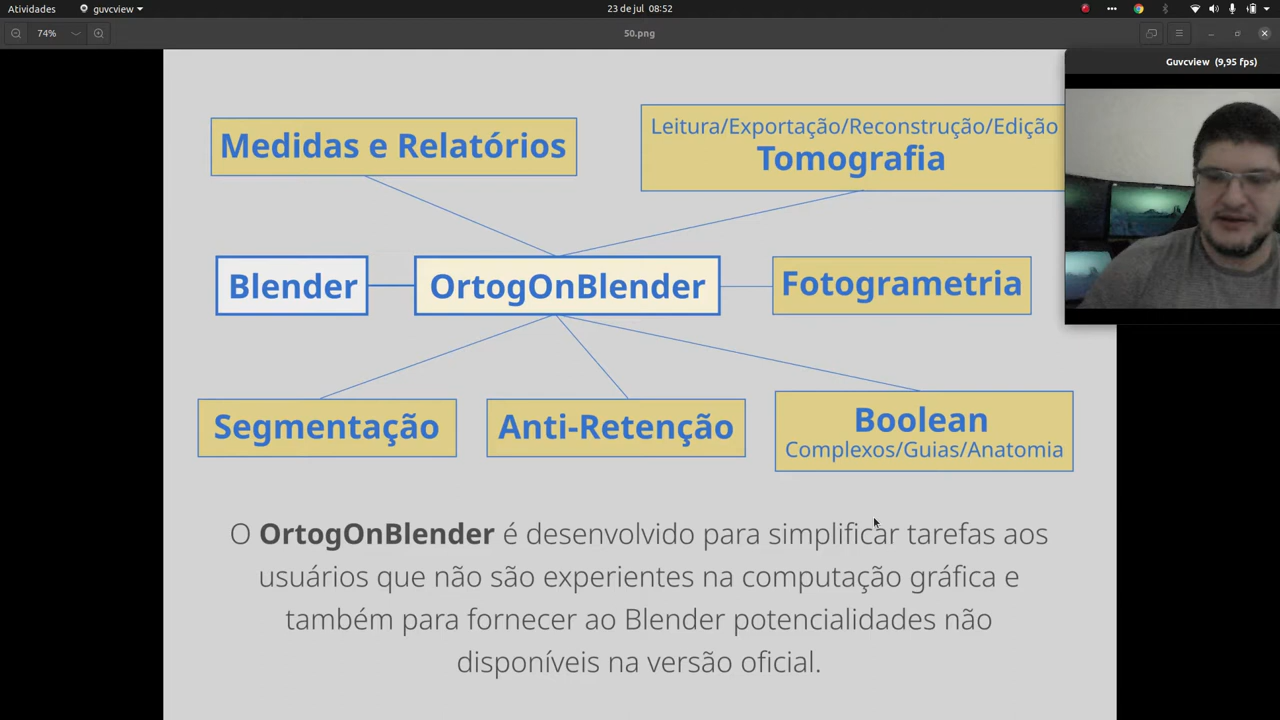 Atividades guvcview 23 de jul 08:52
74% 50.png
Guvcview (9,95 fps)
Medidas e Relatórios
Leitura/Exportação/Reconstrução/Edição
Tomografia
Blender
OrtogOnBlender
Fotogrametria
Segmentação
Anti-Retenção
Boolean
Complexos/Guias/Anatomia
O OrtogOnBlender é desenvolvido para simplificar tarefas aos
usuários que não são experientes na computação gráfica e
também para fornecer ao Blender potencialidades não
disponíveis na versão oficial.